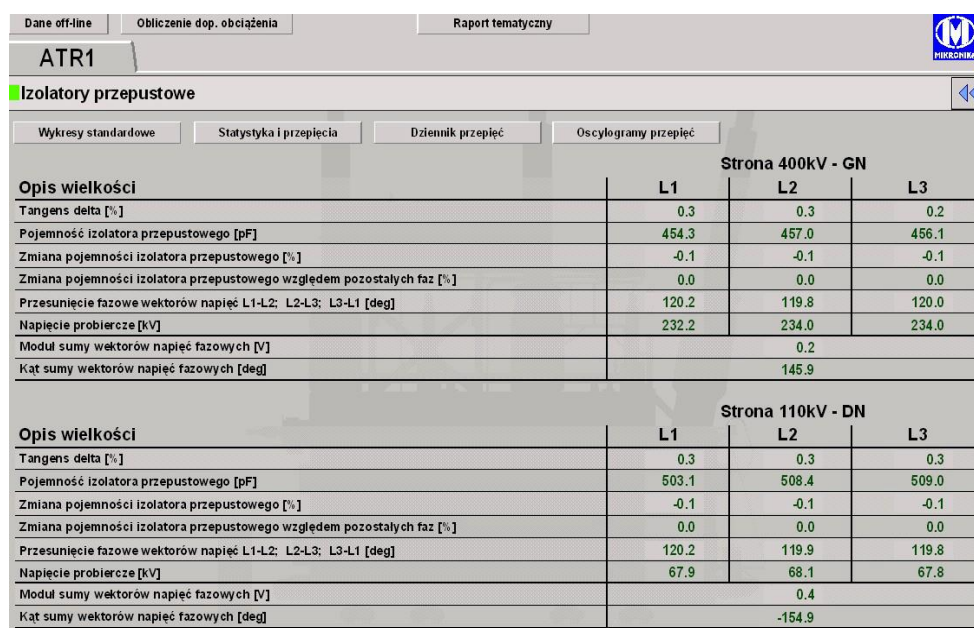 Dane off-line Obliczenie dop. obciążenia Raport tematyczny
MIKRONIKA
ATR1
Izolatory przepustowe
Wykresy standardowe Statystyka i przepięcia Dziennik przepięć Oscylogramy przepięć
Strona 400kV - GN
Opis wielkości L1 L2 L3
Tangens delta [%] 0.3 0.3 0.2
Pojemność izolatora przepustowego [pF] 454.3 457.0 456.1
Zmiana pojemności izolatora przepustowego [%] -0.1 -0.1 -0.1
Zmiana pojemności izolatora przepustowego względem pozostałych faz [%] 0.0 0.0 0.0
Przesunięcie fazowe wektorów napięć L1-L2; L2-L3; L3-L1 [deg] 120.2 119.8 120.0
Napięcie probiercze [kV] 232.2 234.0 234.0
Moduł sumy wektorów napięć fazowych [V] 0.2
Kąt sumy wektorów napięć fazowych [deg] 145.9
Strona 110kV - DN
Opis wielkości L1 L2 L3
Tangens delta [%] 0.3 0.3 0.3
Pojemność izolatora przepustowego [pF] 503.1 508.4 509.0
Zmiana pojemności izolatora przepustowego [%] -0.1 -0.1 -0.1
Zmiana pojemności izolatora przepustowego względem pozostałych faz [%] 0.0 0.0 0.0
Przesunięcie fazowe wektorów napięć L1-L2; L2-L3; L3-L1 [deg] 120.2 119.9 119.8
Napięcie probiercze [kV] 67.9 68.1 67.8
Moduł sumy wektorów napięć fazowych [V] 0.4
Kąt sumy wektorów napięć fazowych [deg] -154.9